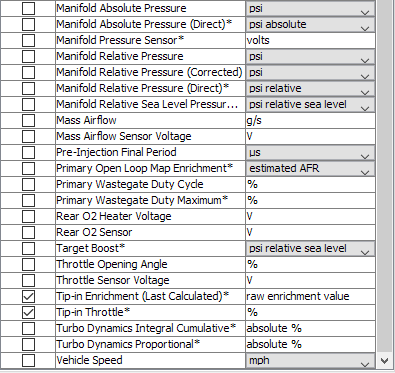 Manifold Absolute Pressure psi
Manifold Absolute Pressure (Direct)* psi absolute
Manifold Pressure Sensor* volts
Manifold Relative Pressure psi
Manifold Relative Pressure (Corrected) psi
Manifold Relative Pressure (Direct)* psi relative
Manifold Relative Sea Level Pressur... psi relative sea level
Mass Airflow g/s
Mass Airflow Sensor Voltage V
Pre-Injection Final Period µs
Primary Open Loop Map Enrichment* estimated AFR
Primary Wastegate Duty Cycle %
Primary Wastegate Duty Maximum* %
Rear O2 Heater Voltage V
Rear O2 Sensor V
Target Boost* psi relative sea level
Throttle Opening Angle %
Throttle Sensor Voltage V
Tip-in Enrichment (Last Calculated)* raw enrichment value
Tip-in Throttle* %
Turbo Dynamics Integral Cumulative* absolute %
Turbo Dynamics Proportional* absolute %
Vehicle Speed mph